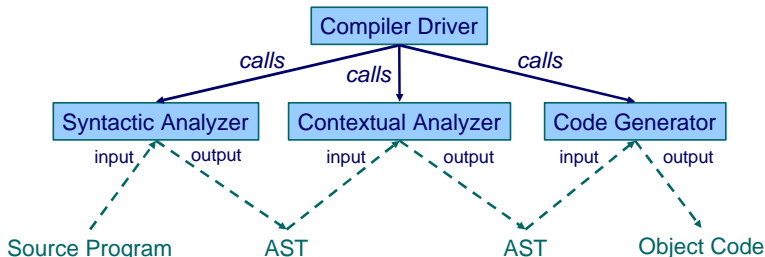 Compiler Driver
calls calls calls
Syntactic Analyzer Contextual Analyzer Code Generator
input output input output input output
Source Program AST AST Object Code